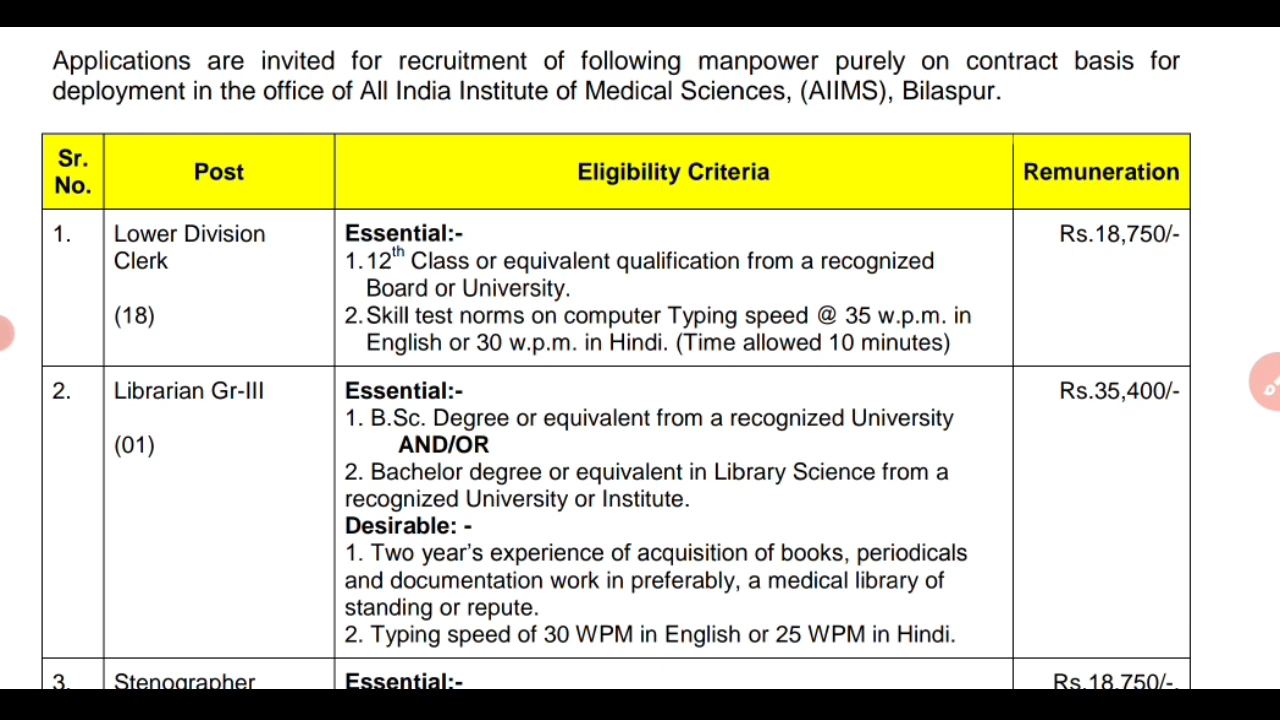 Applications are invited for recruitment of following manpower purely on contract basis for
deployment in the office of All India Institute of Medical Sciences, (AIIMS), Bilaspur.
Sr.
No.
Post
Eligibility Criteria
Remuneration
1.
Lower Division
Clerk
(18)
Essential:-
1.12th Class or equivalent qualification from a recognized
Board or University.
2.Skill test norms on computer Typing speed @ 35 w.p.m. in
English or 30 w.p.m. in Hindi. (Time allowed 10 minutes)
Rs.18,750/-
2.
Librarian Gr-III
(01)
Essential:-
1. B.Sc. Degree or equivalent from a recognized University
AND/OR
2. Bachelor degree or equivalent in Library Science from a
recognized University or Institute.
Desirable: -
1. Two year's experience of acquisition of books, periodicals
and documentation work in preferably, a medical library of
standing or repute.
2. Typing speed of 30 WPM in English or 25 WPM in Hindi.
Rs.35,400/-
3.
Stenographer
Essential:-
Rs.18,750/-